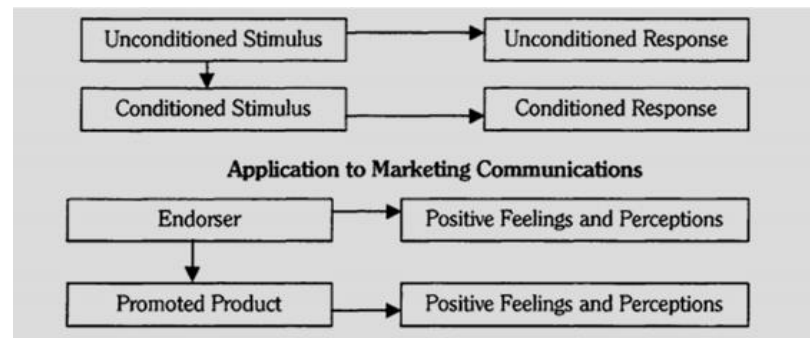 Unconditioned Stimulus
Unconditioned Response
Conditioned Stimulus
Conditioned Response
Application to Marketing Communications
Endorser
Positive Feelings and Perceptions
Promoted Product
Positive Feelings and Perceptions